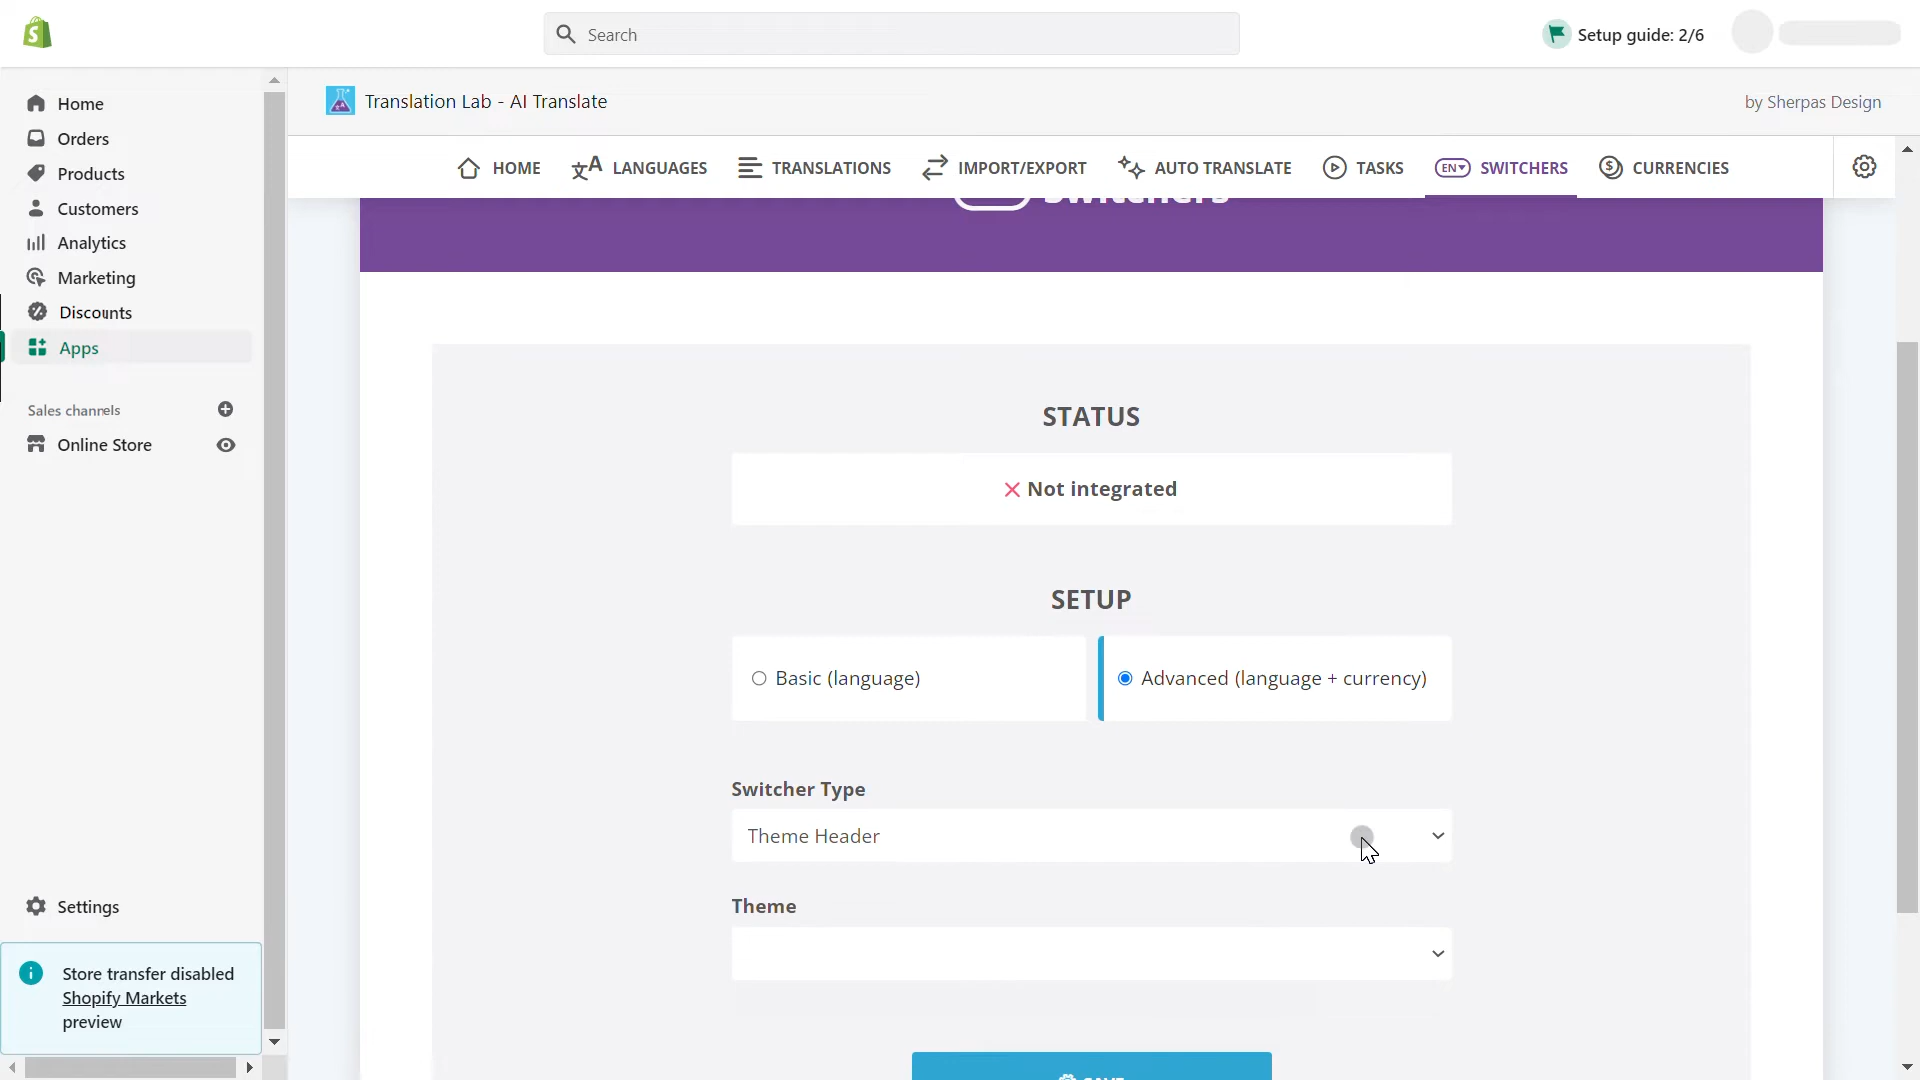 Search
Setup guide: 2/6
Home
Orders
Products
Customers
Analytics
Marketing
Discounts
Apps
Sales channels
Online Store
Settings
Store transfer disabled
Shopify Markets
preview
Translation Lab - AI Translate
by Sherpas Design
HOME
LANGUAGES
TRANSLATIONS
IMPORT/EXPORT
AUTO TRANSLATE
TASKS
EN
SWITCHERS
CURRENCIES
Switchers
STATUS
Not integrated
SETUP
Basic (language)
Advanced (language + currency)
Switcher Type
Theme Header
Theme
SAVE